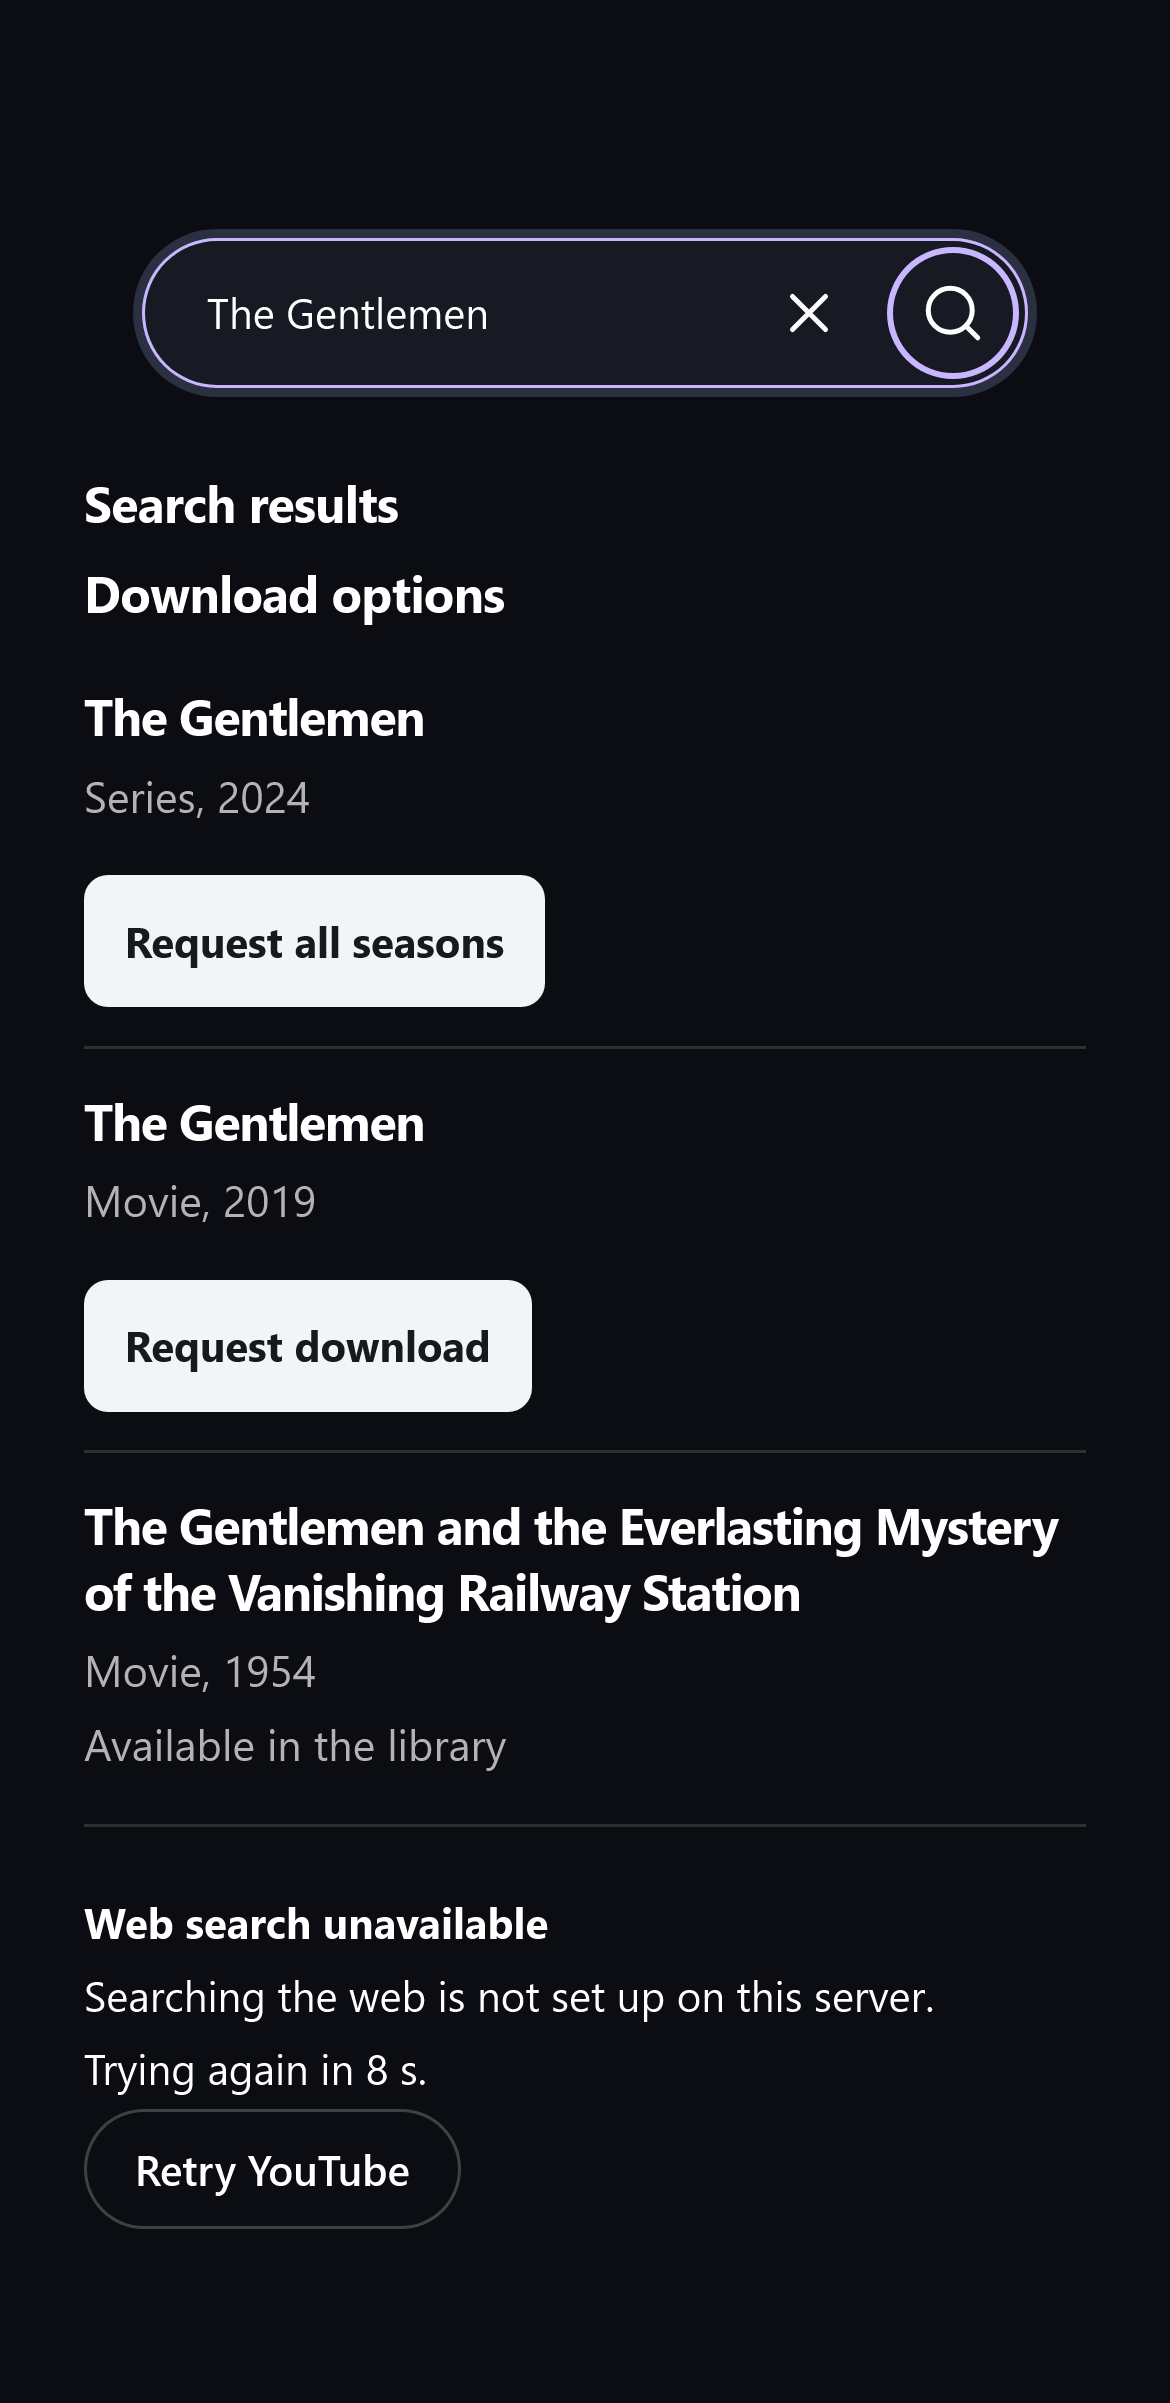 The Gentlemen
Search results
Download options
The Gentlemen
Series, 2024
Request all seasons
The Gentlemen
Movie, 2019
Request download
The Gentlemen and the Everlasting Mystery
of the Vanishing Railway Station
Movie, 1954
Available in the library
Web search unavailable
Searching the web is not set up on this server.
Trying again in 8 s.
Retry YouTube